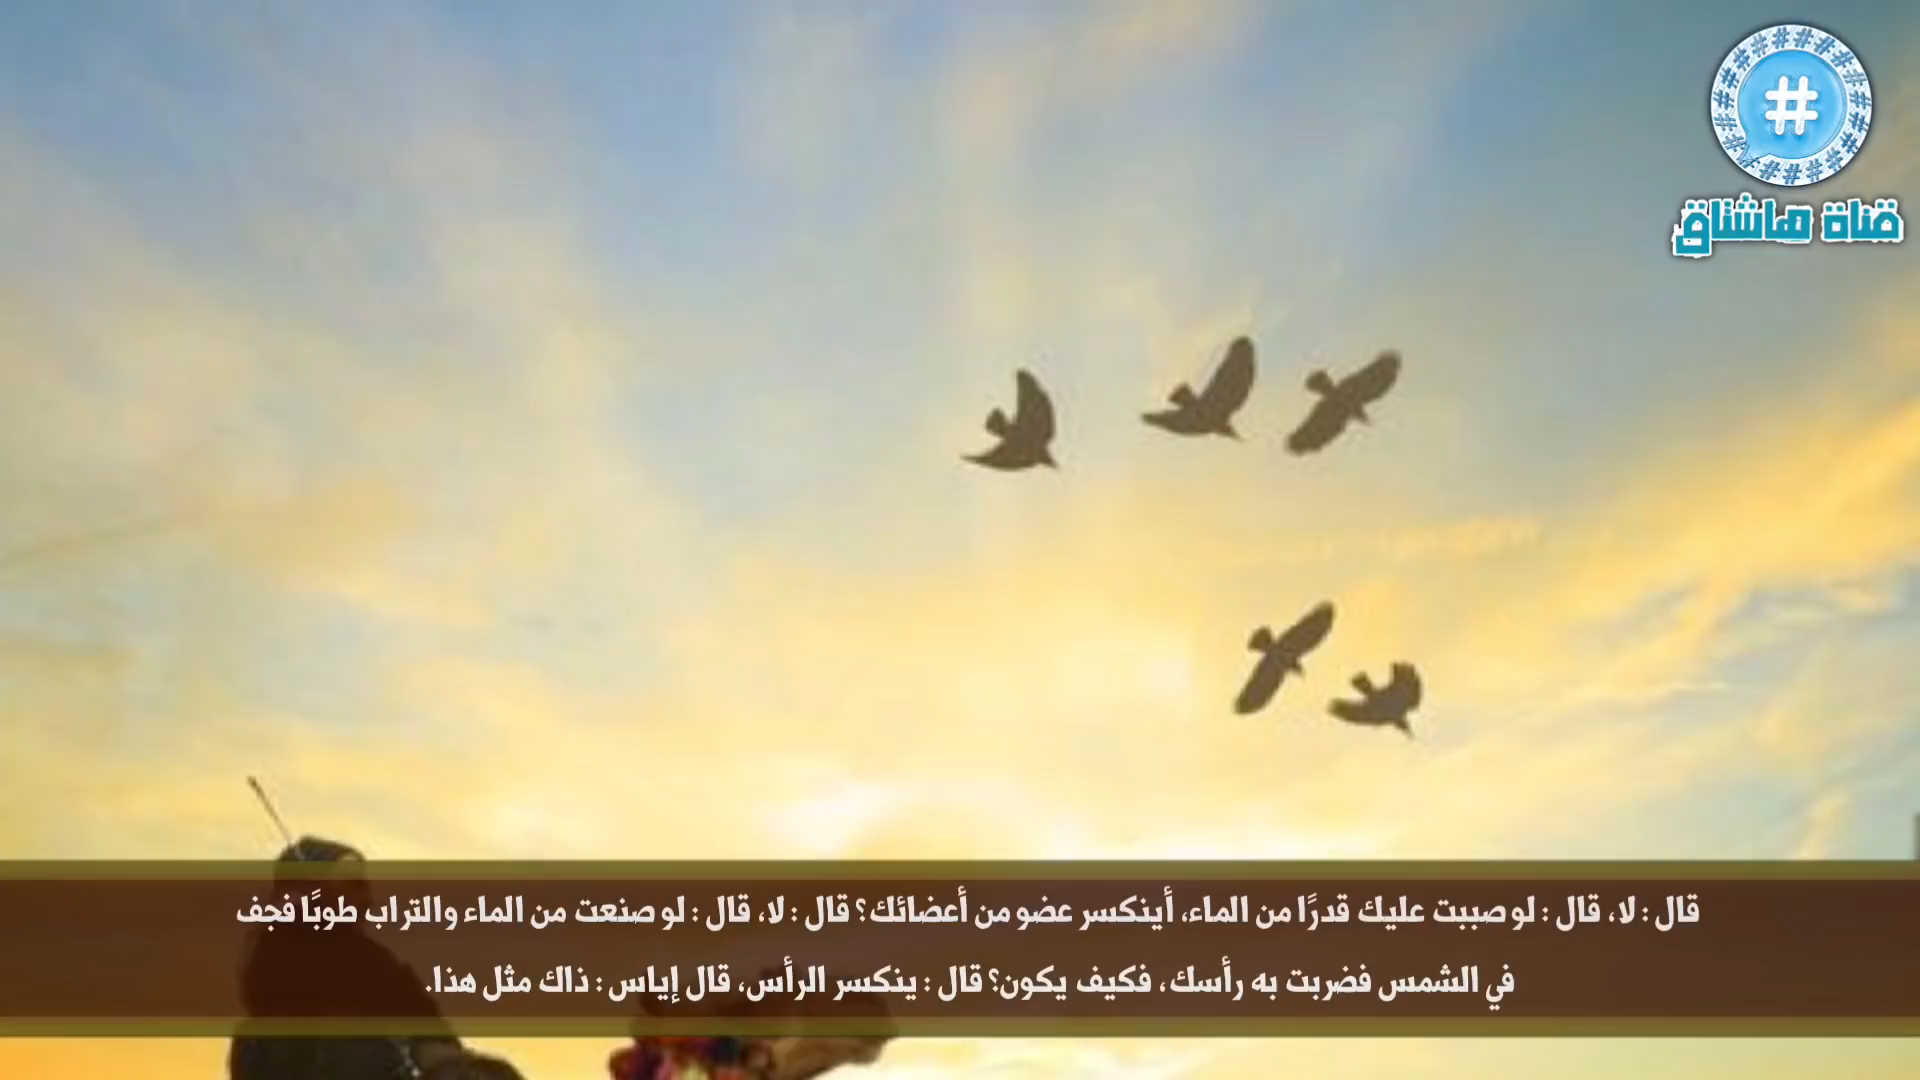 #
قناة هاشتاق
قال : لا، قال : لو صببت عليك قدرًا من الماء، أينكسر عضو من أعضائك؟ قال : لا، قال : لو صنعت من الماء والتراب طوبًا فجف
في الشمس فضربت به رأسك، فكيف يكون؟ قال : ينكسر الرأس، قال إياس : ذاك مثل هذا.